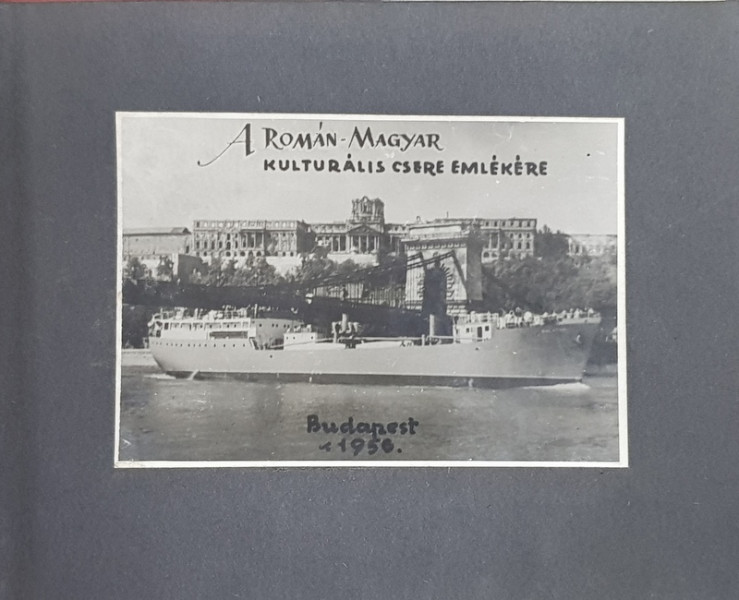 A ROMÁN-MAGYAR
KULTURÁLIS CSERE EMLÉKÉRE
Budapest
1956.